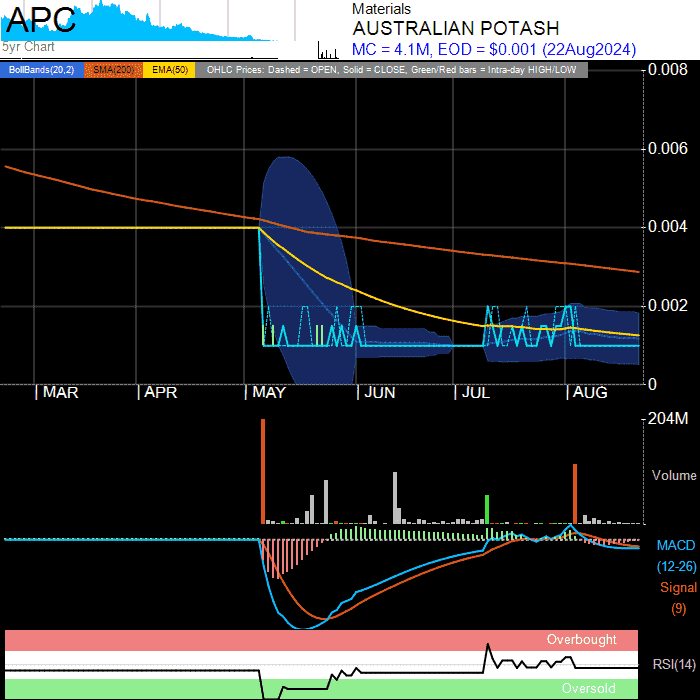 APC
5yr Chart
Materials
AUSTRALIAN POTASH
MC = 4.1M, EOD = $0.001 (22Aug2024)
BollBands(20,2) SMA(200) EMA(50) OHLC Prices: Dashed = OPEN, Solid = CLOSE, Green/Red bars = Intra-day HIGH/LOW
0.008
0.006
0.004
0.002
0
| MAR | APR | MAY | JUN | JUL | AUG
204M
Volume
MACD
(12-26)
Signal
(9)
Overbought
RSI(14)
Oversold